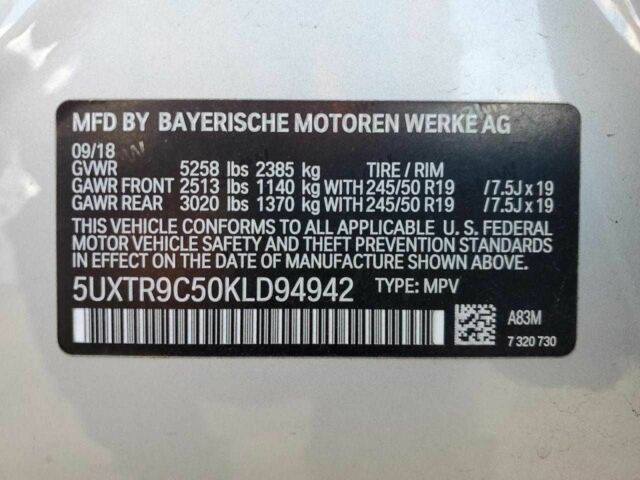 MFD BY BAYERISCHE MOTOREN WERKE AG
09/18
GVWR 5258 lbs 2385 kg TIRE / RIM
GAWR FRONT 2513 lbs 1140 kg WITH 245/50 R19 /7.5J x 19
GAWR REAR 3020 lbs 1370 kg WITH 245/50 R19 /7.5J x 19
THIS VEHICLE CONFORMS TO ALL APPLICABLE U. S. FEDERAL
MOTOR VEHICLE SAFETY AND THEFT PREVENTION STANDARDS
IN EFFECT ON THE DATE OF MANUFACTURE SHOWN ABOVE.
5UXTR9C50KLD94942 TYPE: MPV
A83M
7 320 730